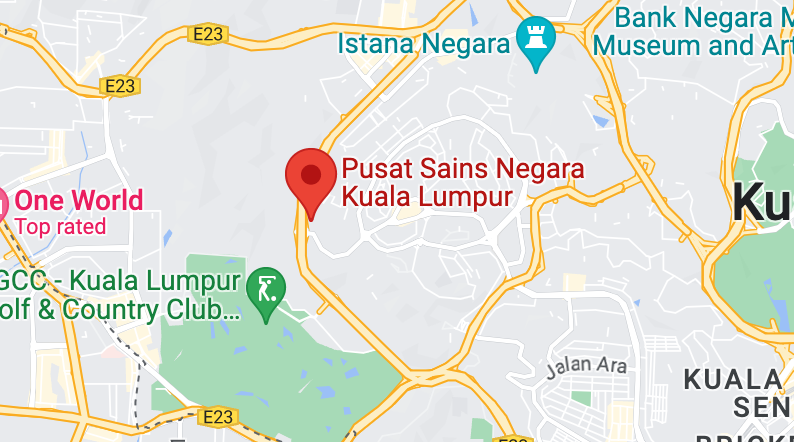 Bank Negara M
Museum and Art
E23
Istana Negara
E23
Pusat Sains Negara
Kuala Lumpur
One World
Top rated
Ku
GCC - Kuala Lumpur
olf & Country Club...
Jalan Ara
KUALA
SEN
E23